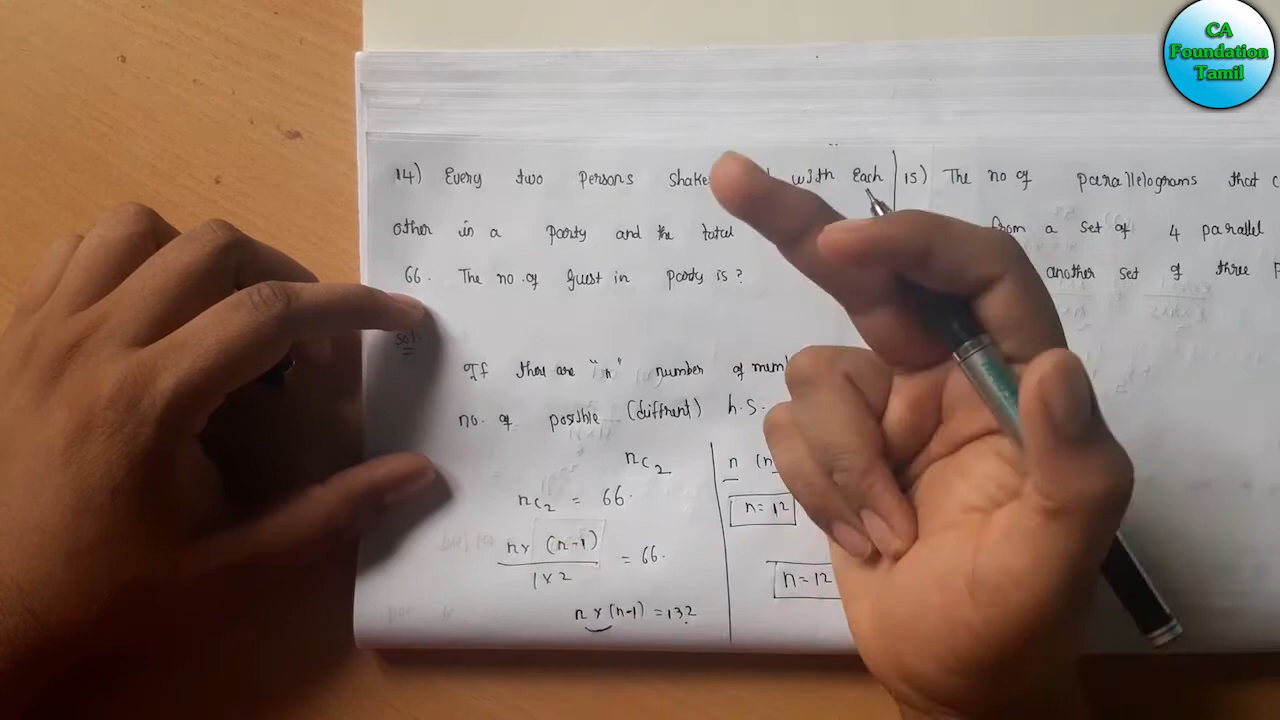 CA
Foundation
Tamil
14) Every two persons shake with Each
other in a party and the total
66. The no. of guest in party is?
Sol.
If there are "n" number of mem
no. of possible (diffrent) h.s.
nC2
nC2 = 66.
n× (n-1)
1×2
= 66.
n × (n-1) = 132
n (n
n=12
n=12
15) The no of parallelograms that
from a set of 4 parallel
another set of three